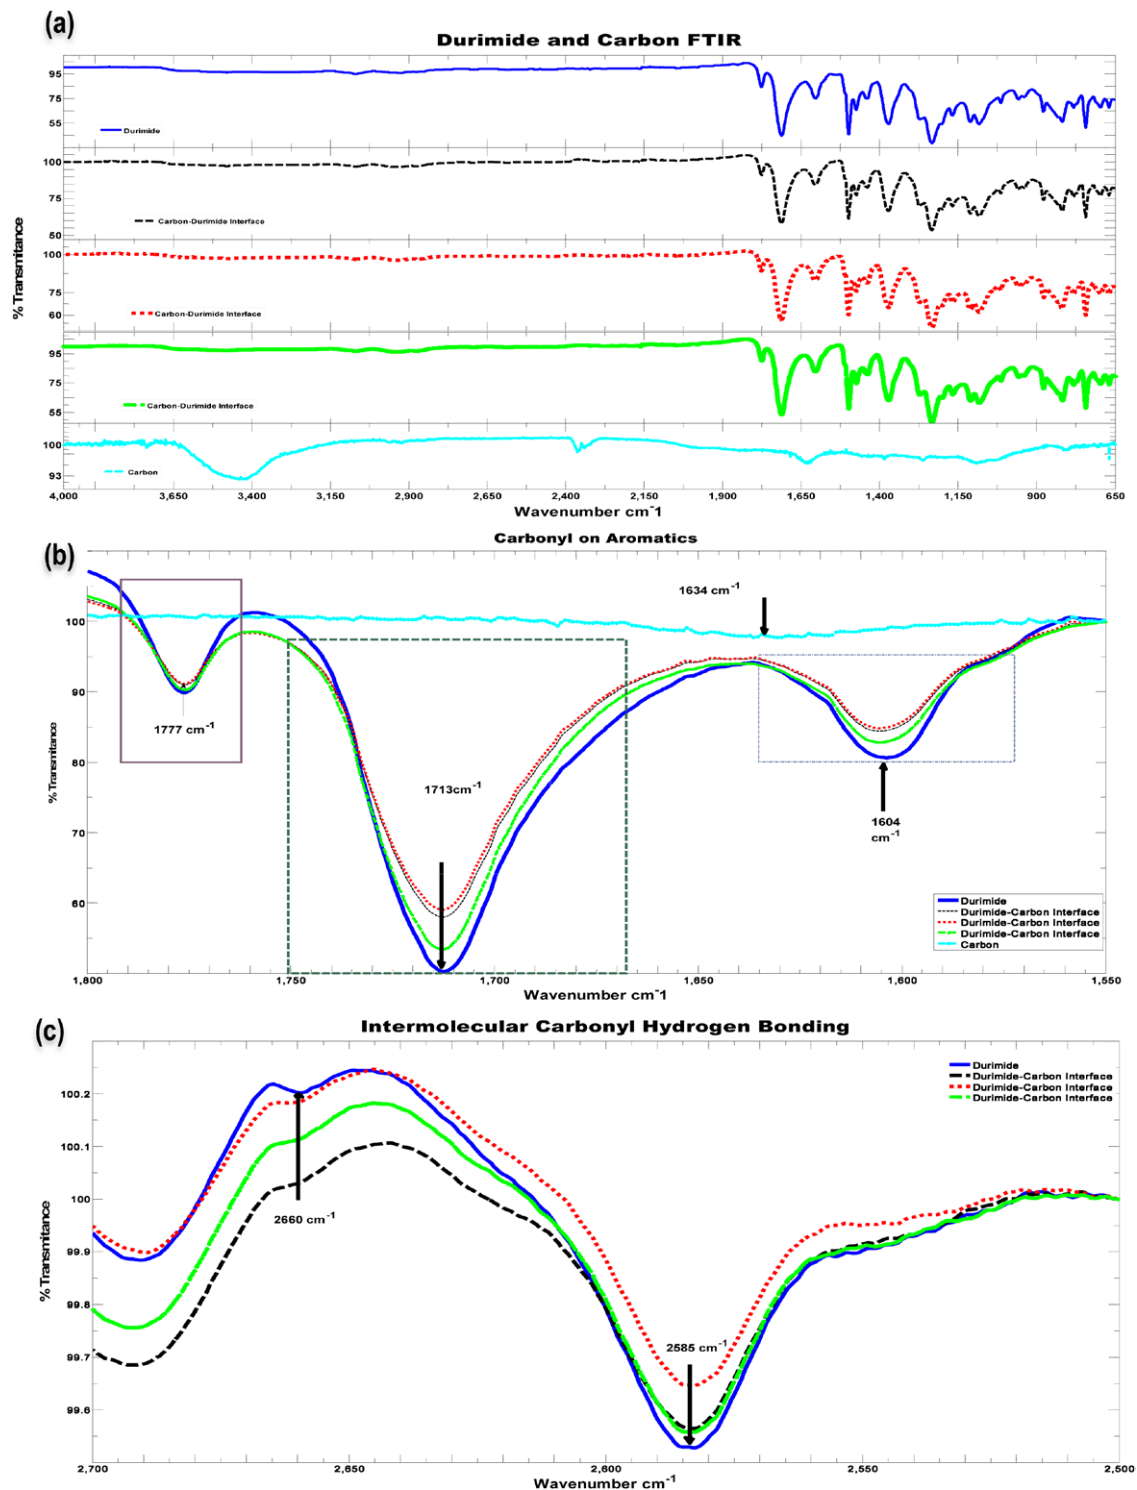 (a)
Durimide and Carbon FTIR
% Transmitance
95
75
55
Durimide
100
75
50
Carbon-Durimide Interface
100
75
60
Carbon-Durimide Interface
95
75
55
Carbon-Durimide Interface
100
93
Carbon
4,000 3,650 3,400 3,150 2,900 2,650 2,400 2,150 1,900 1,650 1,400 1,150 900 650
Wavenumber cm-1
(b)
Carbonyl on Aromatics
% Transmitance
100
90
80
70
60
1777 cm-1
1713cm-1
1634 cm-1
1604
cm-1
Durimide
Durimide-Carbon Interface
Durimide-Carbon Interface
Durimide-Carbon Interface
Carbon
1,800 1,750 1,700 1,650 1,600 1,550
Wavenumber cm-1
(c)
Intermolecular Carbonyl Hydrogen Bonding
% Transmitance
100.2
100.1
100
99.9
99.8
99.7
99.6
2660 cm-1
2585 cm-1
Durimide
Durimide-Carbon Interface
Durimide-Carbon Interface
Durimide-Carbon Interface
2,700 2,650 2,600 2,550 2,500
Wavenumber cm-1